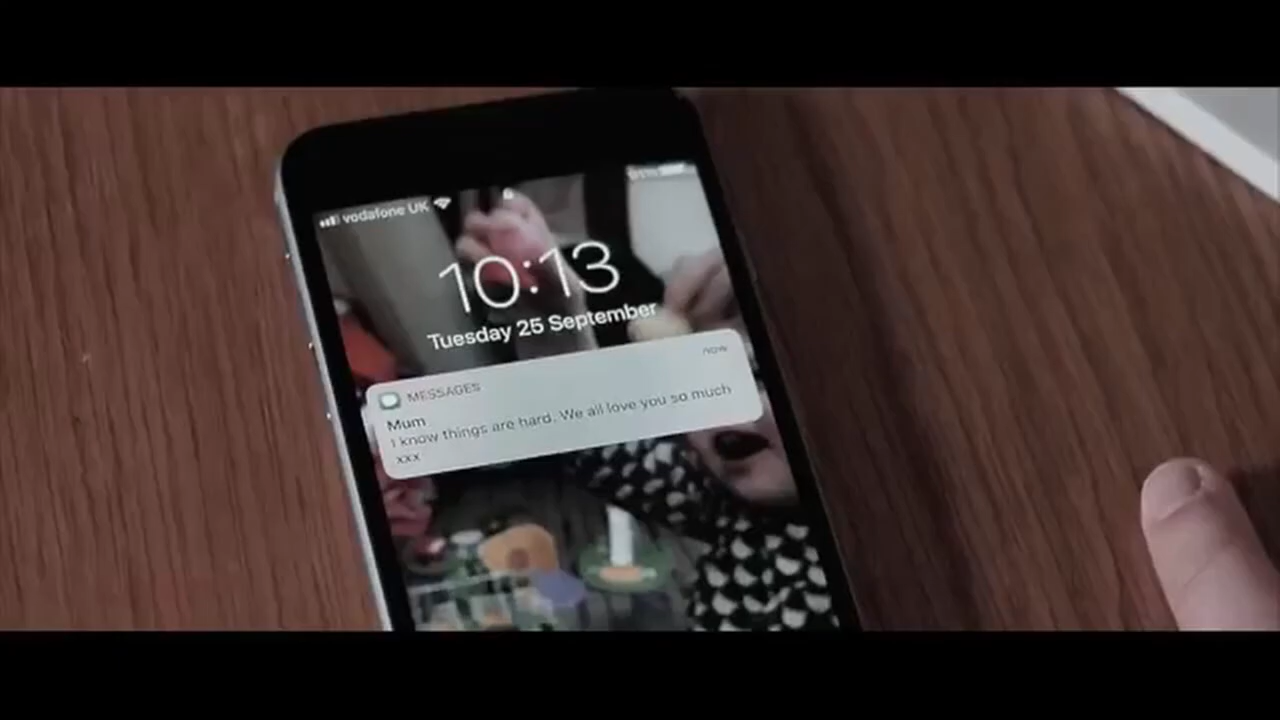 vodafone UK
10:13
Tuesday 25 September
MESSAGES now
Mum
I know things are hard. We all love you so much
xxx